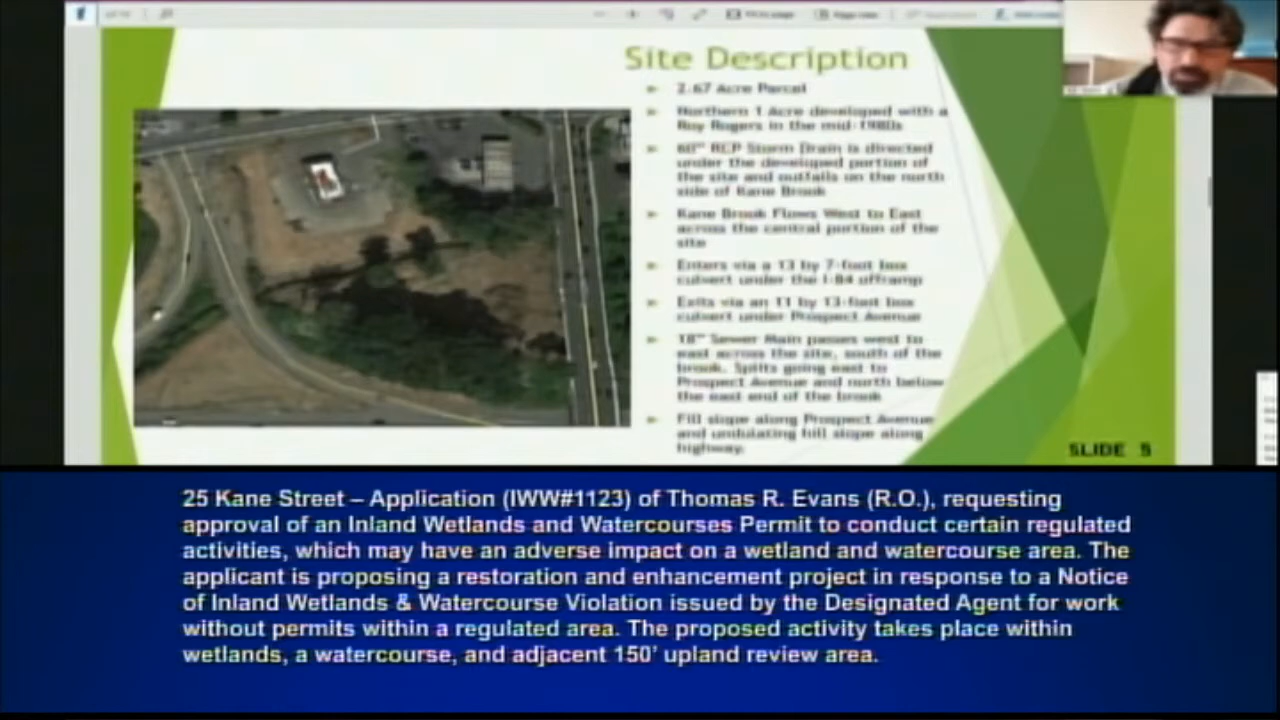 Site Description
2.67 Acre Parcel
Northern 1 Acre developed with a
Roy Rogers in the mid-1980s
60" RCP Storm Drain is directed
under the developed portion of
the site and outfalls on the north
side of Kane Brook
Kane Brook Flows West to East
across the central portion of the
site
Enters via a 13 by 7-foot box
culvert under the I-84 offramp
Exits via an 11 by 13-foot box
culvert under Prospect Avenue
18" Sewer Main passes west to
east across the site, south of the
brook. Splits going east to
Prospect Avenue and north below
the east end of the brook
Fill slope along Prospect Avenue
and undulating hill slope along
highway.
SLIDE 5
25 Kane Street – Application (IWW#1123) of Thomas R. Evans (R.O.), requesting
approval of an Inland Wetlands and Watercourses Permit to conduct certain regulated
activities, which may have an adverse impact on a wetland and watercourse area. The
applicant is proposing a restoration and enhancement project in response to a Notice
of Inland Wetlands & Watercourse Violation issued by the Designated Agent for work
without permits within a regulated area. The proposed activity takes place within
wetlands, a watercourse, and adjacent 150' upland review area.